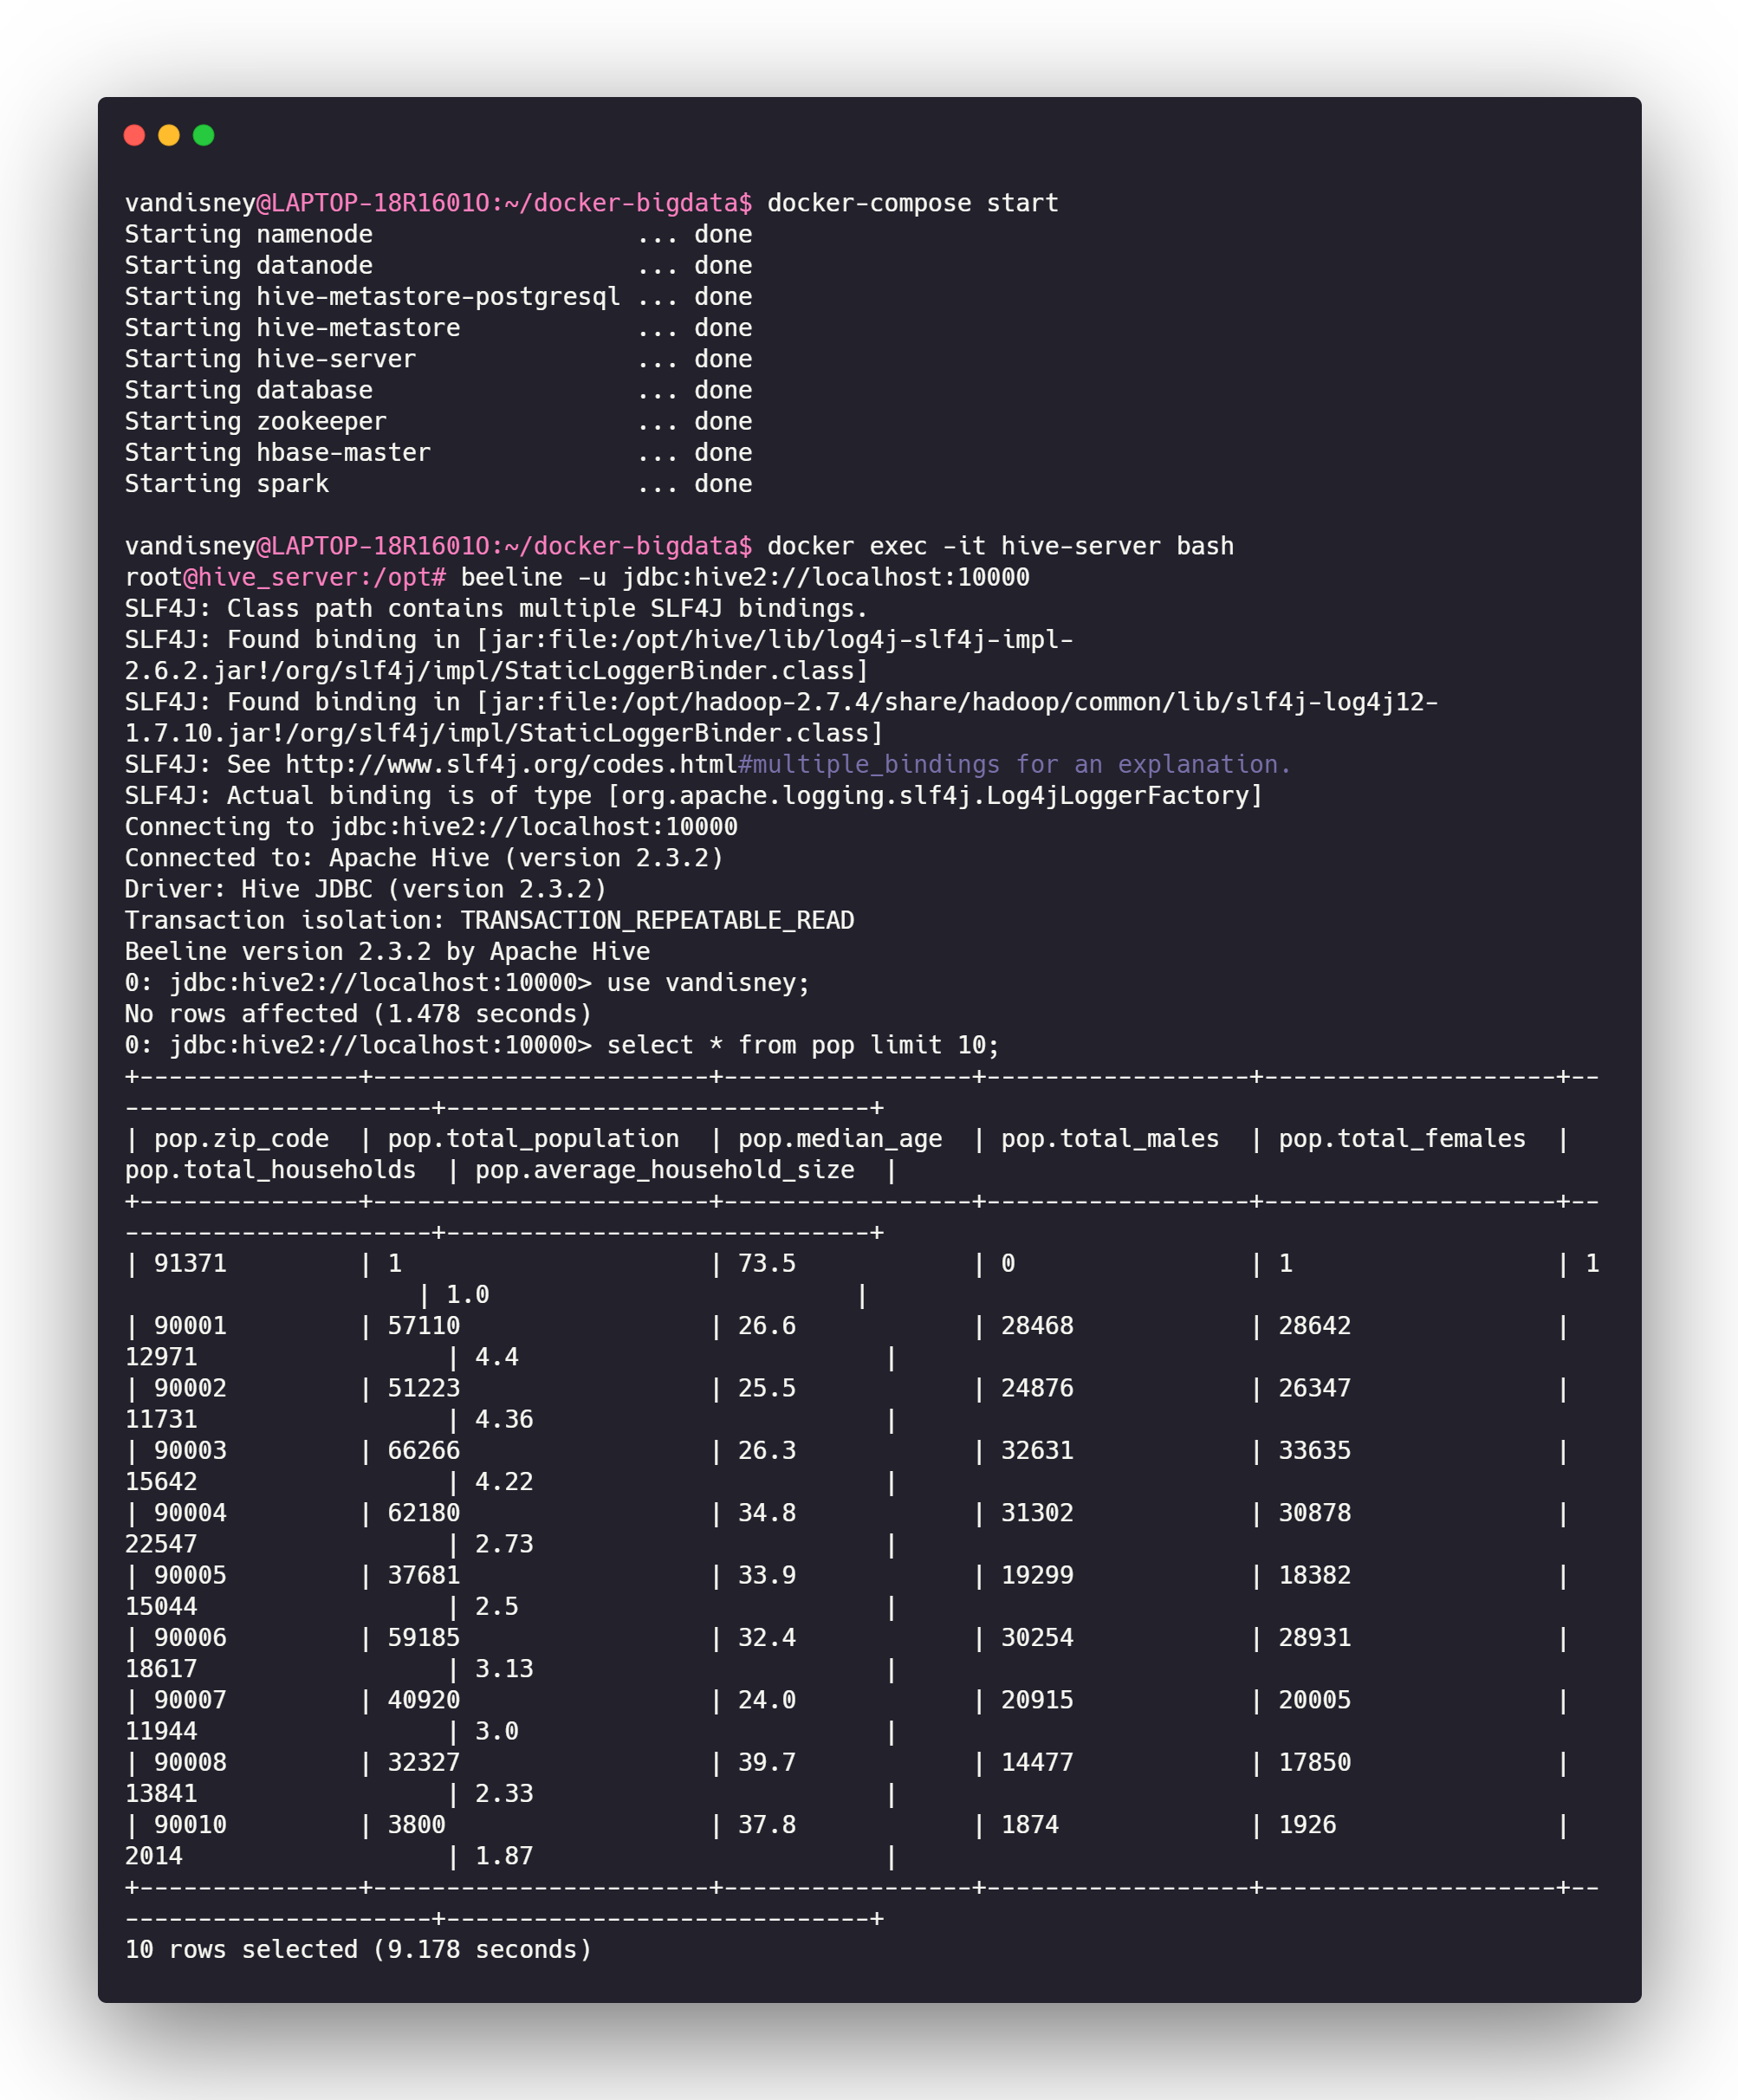 vandisney@LAPTOP-18R1601O:~/docker-bigdata$ docker-compose start
Starting namenode                  ... done
Starting datanode                  ... done
Starting hive-metastore-postgresql ... done
Starting hive-metastore            ... done
Starting hive-server               ... done
Starting database                  ... done
Starting zookeeper                 ... done
Starting hbase-master              ... done
Starting spark                     ... done

vandisney@LAPTOP-18R1601O:~/docker-bigdata$ docker exec -it hive-server bash
root@hive_server:/opt# beeline -u jdbc:hive2://localhost:10000
SLF4J: Class path contains multiple SLF4J bindings.
SLF4J: Found binding in [jar:file:/opt/hive/lib/log4j-slf4j-impl-
2.6.2.jar!/org/slf4j/impl/StaticLoggerBinder.class]
SLF4J: Found binding in [jar:file:/opt/hadoop-2.7.4/share/hadoop/common/lib/slf4j-log4j12-
1.7.10.jar!/org/slf4j/impl/StaticLoggerBinder.class]
SLF4J: See http://www.slf4j.org/codes.html#multiple_bindings for an explanation.
SLF4J: Actual binding is of type [org.apache.logging.slf4j.Log4jLoggerFactory]
Connecting to jdbc:hive2://localhost:10000
Connected to: Apache Hive (version 2.3.2)
Driver: Hive JDBC (version 2.3.2)
Transaction isolation: TRANSACTION_REPEATABLE_READ
Beeline version 2.3.2 by Apache Hive
0: jdbc:hive2://localhost:10000> use vandisney;
No rows affected (1.478 seconds)
0: jdbc:hive2://localhost:10000> select * from pop limit 10;
+---------------+-----------------------+-----------------+------------------+--------------------+--
---------------------+-----------------------------+
| pop.zip_code  | pop.total_population  | pop.median_age  | pop.total_males  | pop.total_females  |
pop.total_households  | pop.average_household_size  |
+---------------+-----------------------+-----------------+------------------+--------------------+--
---------------------+-----------------------------+
| 91371         | 1                     | 73.5            | 0                | 1                  | 1
                    | 1.0                         |
| 90001         | 57110                 | 26.6            | 28468            | 28642              |
12971                 | 4.4                         |
| 90002         | 51223                 | 25.5            | 24876            | 26347              |
11731                 | 4.36                        |
| 90003         | 66266                 | 26.3            | 32631            | 33635              |
15642                 | 4.22                        |
| 90004         | 62180                 | 34.8            | 31302            | 30878              |
22547                 | 2.73                        |
| 90005         | 37681                 | 33.9            | 19299            | 18382              |
15044                 | 2.5                         |
| 90006         | 59185                 | 32.4            | 30254            | 28931              |
18617                 | 3.13                        |
| 90007         | 40920                 | 24.0            | 20915            | 20005              |
11944                 | 3.0                         |
| 90008         | 32327                 | 39.7            | 14477            | 17850              |
13841                 | 2.33                        |
| 90010         | 3800                  | 37.8            | 1874             | 1926               |
2014                  | 1.87                        |
+---------------+-----------------------+-----------------+------------------+--------------------+--
---------------------+-----------------------------+
10 rows selected (9.178 seconds)